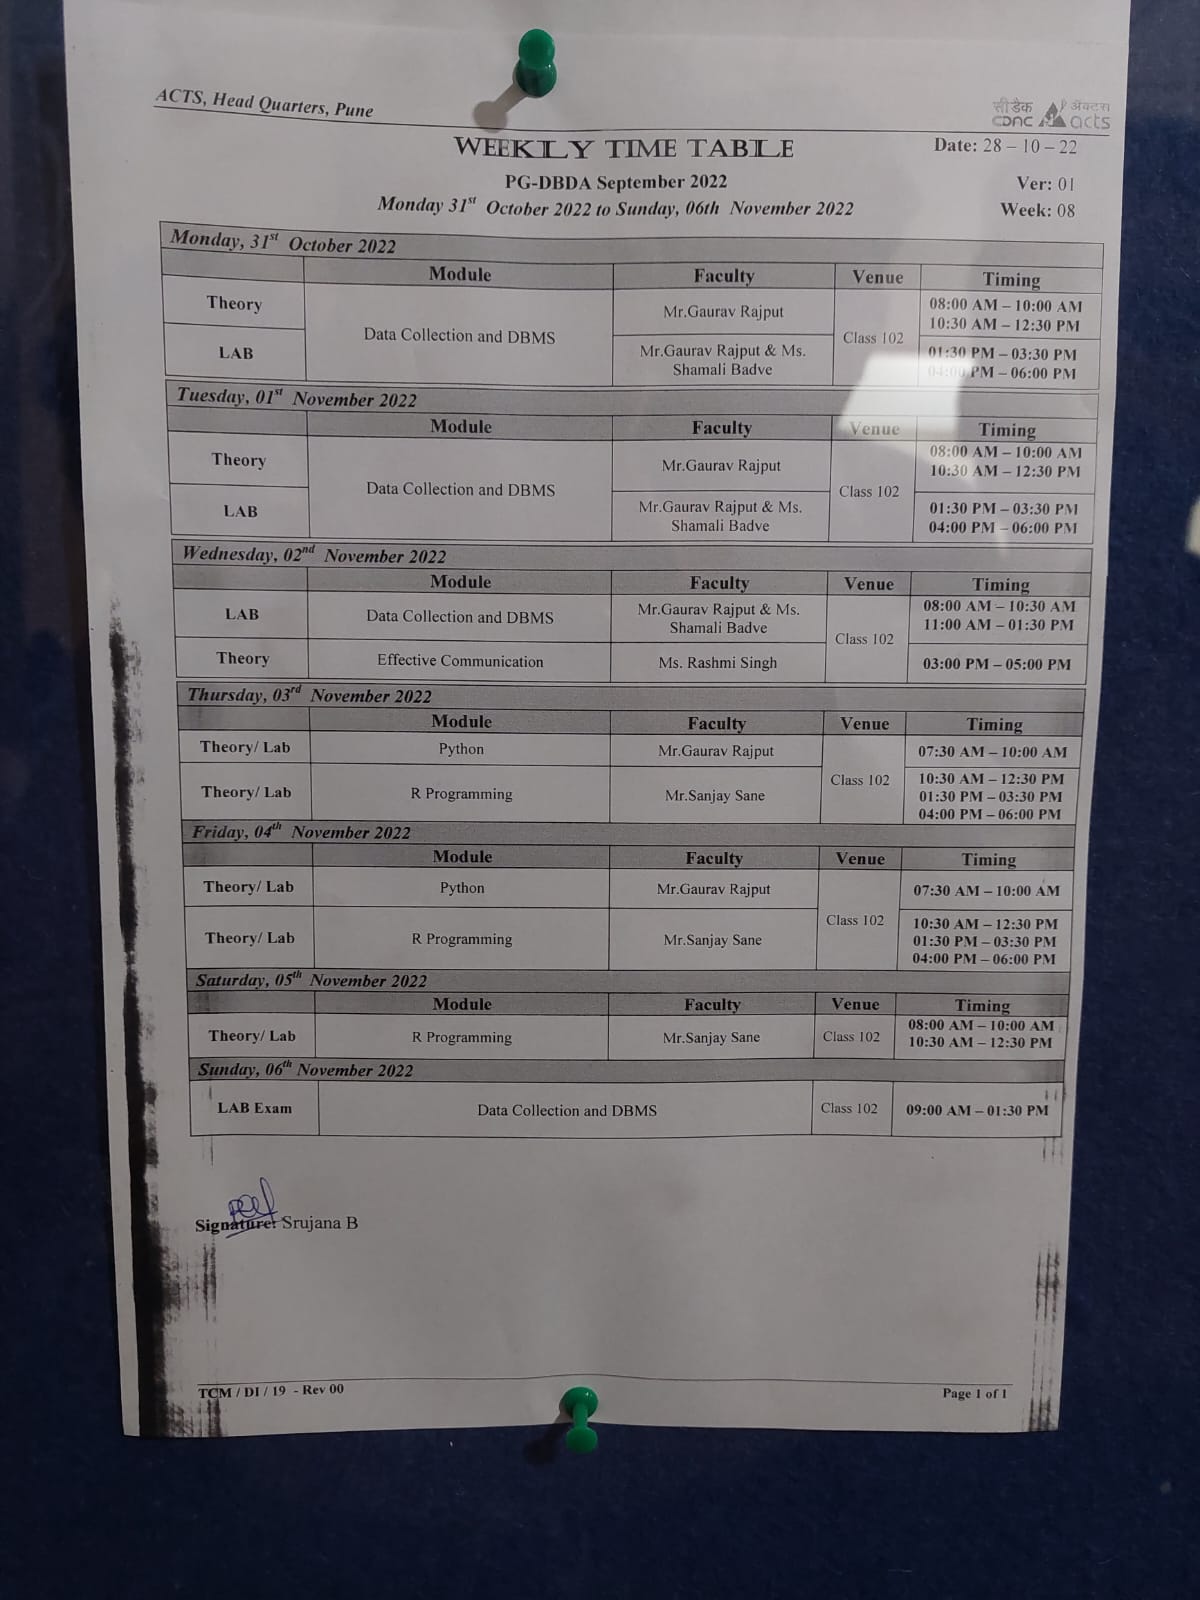 ACTS, Head Quarters, Pune
सीडैक ॲक्टस
CDAC acts
WEEKLY TIME TABLE
Date: 28 – 10 – 22
PG-DBDA September 2022
Ver: 01
Monday 31st October 2022 to Sunday, 06th November 2022
Week: 08
Monday, 31st October 2022
Module Faculty Venue Timing
Theory Mr.Gaurav Rajput 08:00 AM – 10:00 AM
10:30 AM – 12:30 PM
Data Collection and DBMS Class 102
LAB Mr.Gaurav Rajput & Ms. 01:30 PM – 03:30 PM
Shamali Badve 04:00 PM – 06:00 PM
Tuesday, 01st November 2022
Module Faculty Venue Timing
Theory Mr.Gaurav Rajput 08:00 AM – 10:00 AM
10:30 AM – 12:30 PM
Data Collection and DBMS Class 102
LAB Mr.Gaurav Rajput & Ms. 01:30 PM – 03:30 PM
Shamali Badve 04:00 PM – 06:00 PM
Wednesday, 02nd November 2022
Module Faculty Venue Timing
LAB Data Collection and DBMS Mr.Gaurav Rajput & Ms. 08:00 AM – 10:30 AM
Shamali Badve 11:00 AM – 01:30 PM
Class 102
Theory Effective Communication Ms. Rashmi Singh 03:00 PM – 05:00 PM
Thursday, 03rd November 2022
Module Faculty Venue Timing
Theory/ Lab Python Mr.Gaurav Rajput 07:30 AM – 10:00 AM
Class 102
Theory/ Lab R Programming Mr.Sanjay Sane 10:30 AM – 12:30 PM
01:30 PM – 03:30 PM
04:00 PM – 06:00 PM
Friday, 04th November 2022
Module Faculty Venue Timing
Theory/ Lab Python Mr.Gaurav Rajput 07:30 AM – 10:00 AM
Class 102
Theory/ Lab R Programming Mr.Sanjay Sane 10:30 AM – 12:30 PM
01:30 PM – 03:30 PM
04:00 PM – 06:00 PM
Saturday, 05th November 2022
Module Faculty Venue Timing
Theory/ Lab R Programming Mr.Sanjay Sane Class 102 08:00 AM – 10:00 AM
10:30 AM – 12:30 PM
Sunday, 06th November 2022
LAB Exam Data Collection and DBMS Class 102 09:00 AM – 01:30 PM
Signature: Srujana B
TCM / DI / 19 - Rev 00
Page 1 of 1